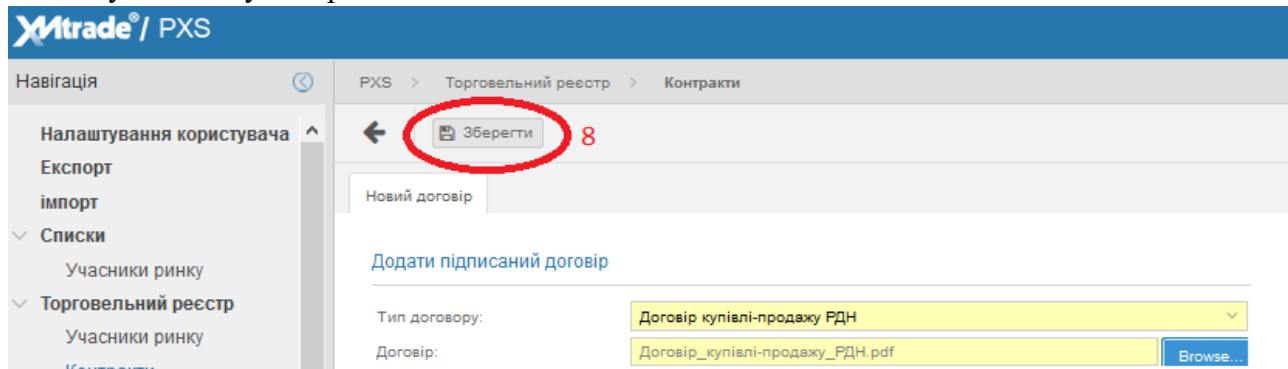 XMtrade®/ PXS
Навігація
PXS > Торговельний реєстр > Контракти
Налаштування користувача
Зберегти 8
Експорт
імпорт
Новий договір
Списки
Учасники ринку
Додати підписаний договір
Торговельний реєстр
Тип договору: Договір купівлі-продажу РДН
Учасники ринку
Договір: Договір_купівлі-продажу_РДН.pdf Browse...
Контракти